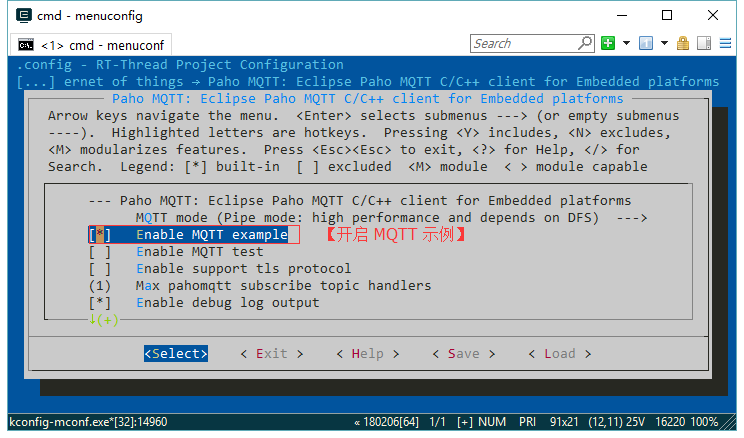 cmd - menuconfig
<1> cmd - menuconf
Search
.config - RT-Thread Project Configuration
[...] ernet of things → Paho MQTT: Eclipse Paho MQTT C/C++ client for Embedded platforms
Paho MQTT: Eclipse Paho MQTT C/C++ client for Embedded platforms
Arrow keys navigate the menu.  <Enter> selects submenus ---> (or empty submenus
----).  Highlighted letters are hotkeys.  Pressing <Y> includes, <N> excludes,
<M> modularizes features.  Press <Esc><Esc> to exit, <?> for Help, </> for
Search.  Legend: [*] built-in  [ ] excluded  <M> module  < > module capable
--- Paho MQTT: Eclipse Paho MQTT C/C++ client for Embedded platforms
MQTT mode (Pipe mode: high performance and depends on DFS)  --->
[*]   Enable MQTT example 【开启 MQTT 示例】
[ ]   Enable MQTT test
[ ]   Enable support tls protocol
(1)   Max pahomqtt subscribe topic handlers
[*]   Enable debug log output
↓(+)
<Select>    < Exit >    < Help >    < Save >    < Load >
kconfig-mconf.exe*[32]:14960 « 180206[64] 1/1 [+] NUM PRI 91x21 (12,11) 25V 16220 100%